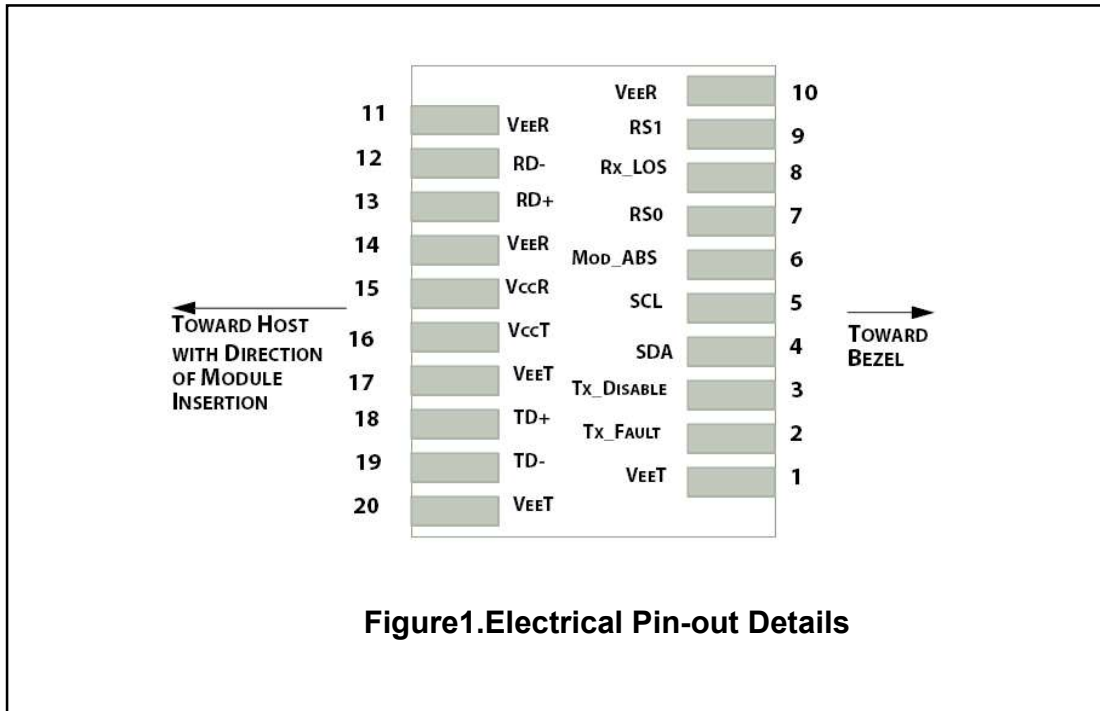 11
12
13
14
15
16
17
18
19
20
VEER
RD-
RD+
VEER
VCCR
VCCT
VEET
TD+
TD-
VEET
VEER
RS1
RX_LOS
RS0
MOD_ABS
SCL
SDA
TX_DISABLE
TX_FAULT
VEET
10
9
8
7
6
5
4
3
2
1
TOWARD HOST
WITH DIRECTION
OF MODULE
INSERTION
TOWARD
BEZEL
Figure1.Electrical Pin-out Details